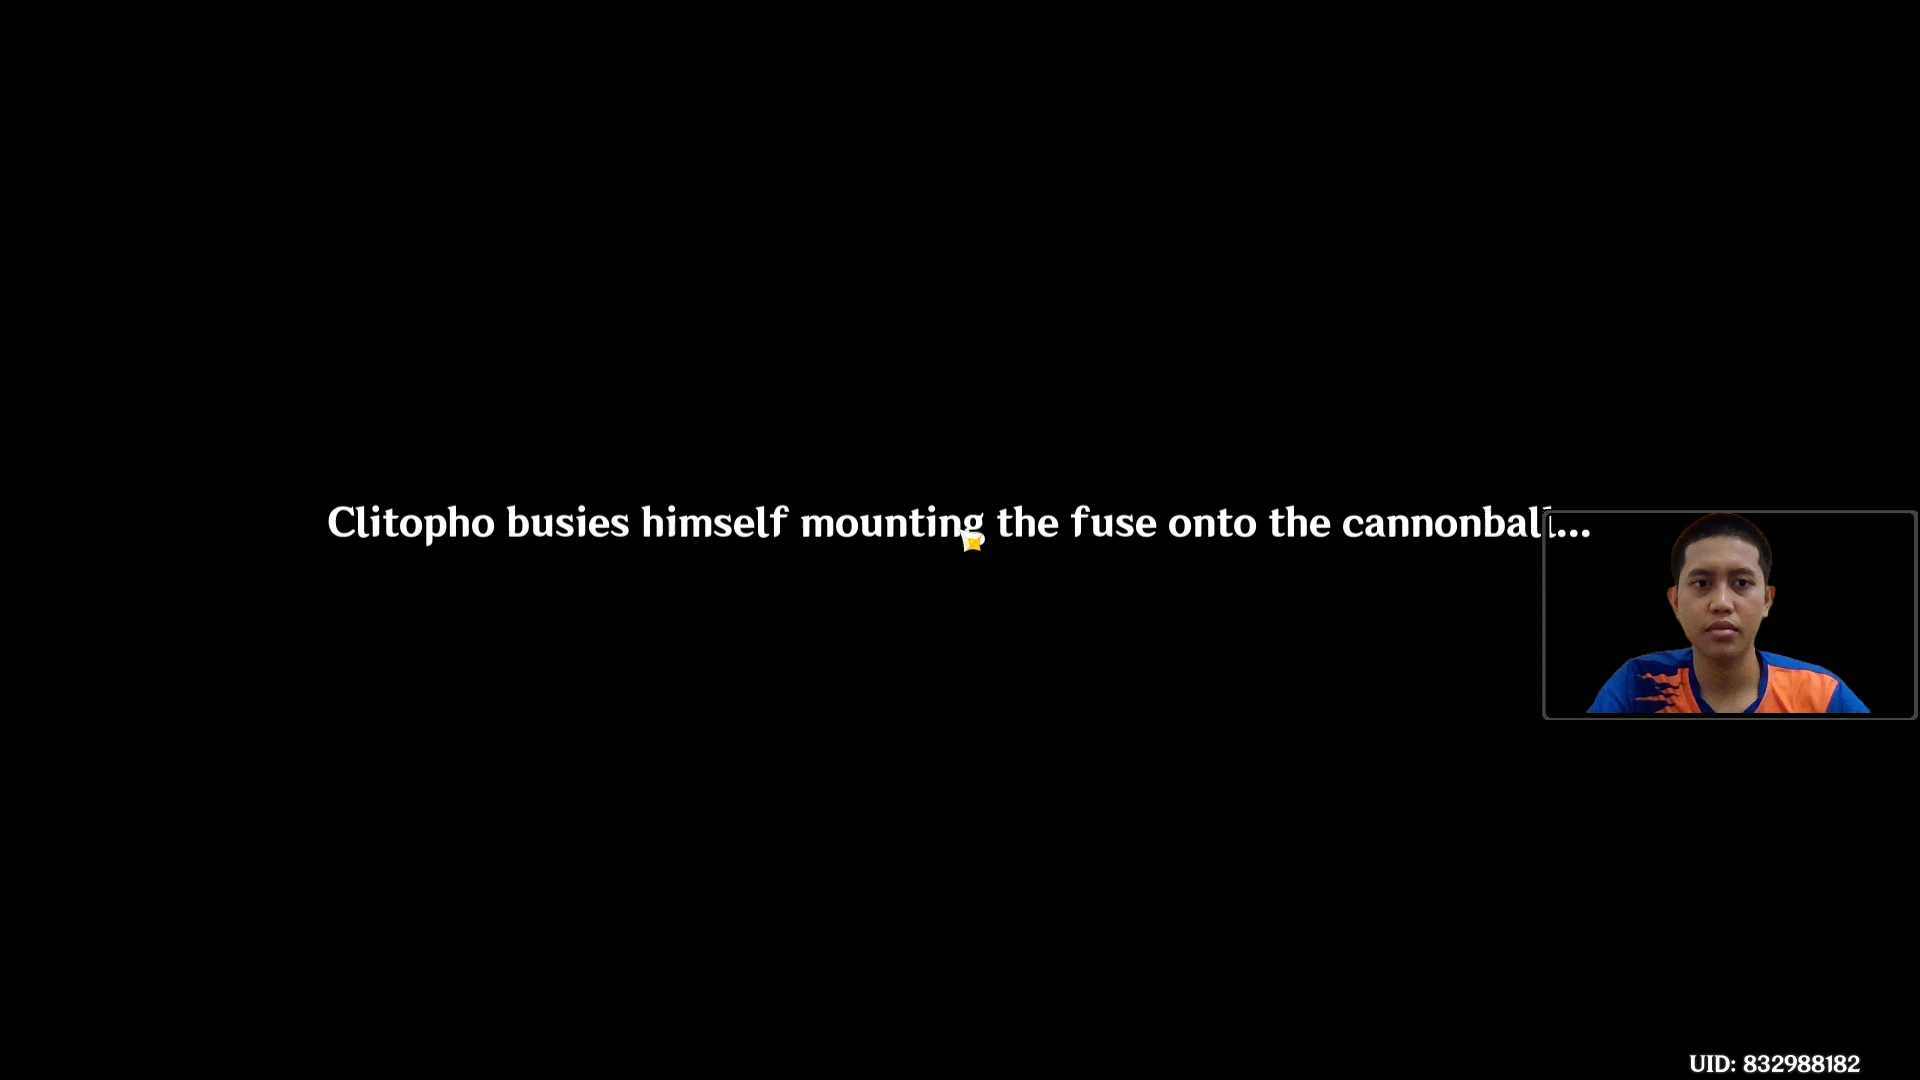 Clitopho busies himself mounting the fuse onto the cannonball...
UID: 832988182